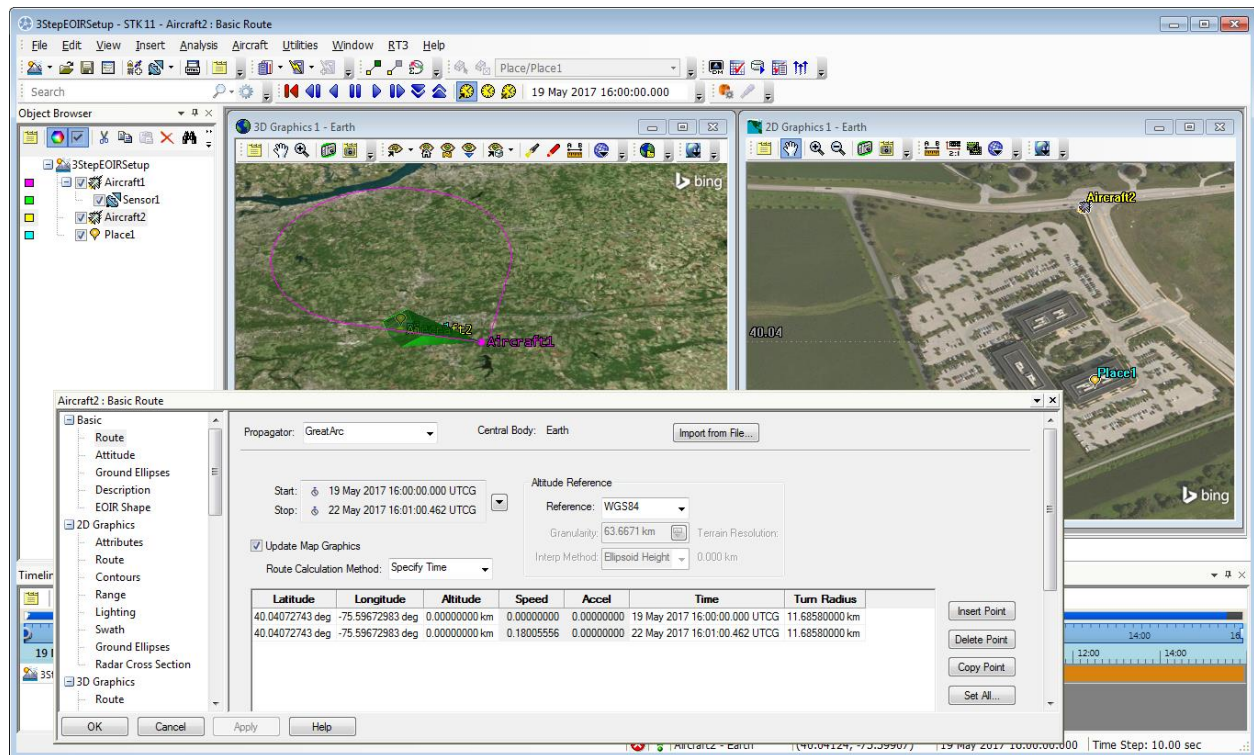 3StepEOIRSetup - STK 11 - Aircraft2 : Basic Route
File Edit View Insert Analysis Aircraft Utilities Window RT3 Help
Place/Place1
Search
19 May 2017 16:00:00.000
Object Browser
3StepEOIRSetup
Aircraft1
Sensor1
Aircraft2
Place1
3D Graphics 1 - Earth
bing
Aircraft1
2D Graphics 1 - Earth
Aircraft2
40.04
Place1
bing
Aircraft2 : Basic Route
Basic
Route
Attitude
Ground Ellipses
Description
EOIR Shape
2D Graphics
Attributes
Route
Contours
Range
Lighting
Swath
Ground Ellipses
Radar Cross Section
3D Graphics
Route
Propagator: GreatArc
Central Body: Earth
Import from File...
Start: 19 May 2017 16:00:00.000 UTCG
Stop: 22 May 2017 16:01:00.462 UTCG
Altitude Reference
Reference: WGS84
Granularity: 63.6671 km
Terrain Resolution:
Interp Method: Ellipsoid Height
0.000 km
Update Map Graphics
Route Calculation Method: Specify Time
Latitude Longitude Altitude Speed Accel Time Turn Radius
40.04072743 deg -75.59672983 deg 0.00000000 km 0.00000000 0.00000000 19 May 2017 16:00:00.000 UTCG 11.68580000 km
40.04072743 deg -75.59672983 deg 0.00000000 km 0.18005556 0.00000000 22 May 2017 16:01:00.462 UTCG 11.68580000 km
Insert Point
Delete Point
Copy Point
Set All...
OK Cancel Apply Help
14:00 16
12:00 14:00
Time Step: 10.00 sec